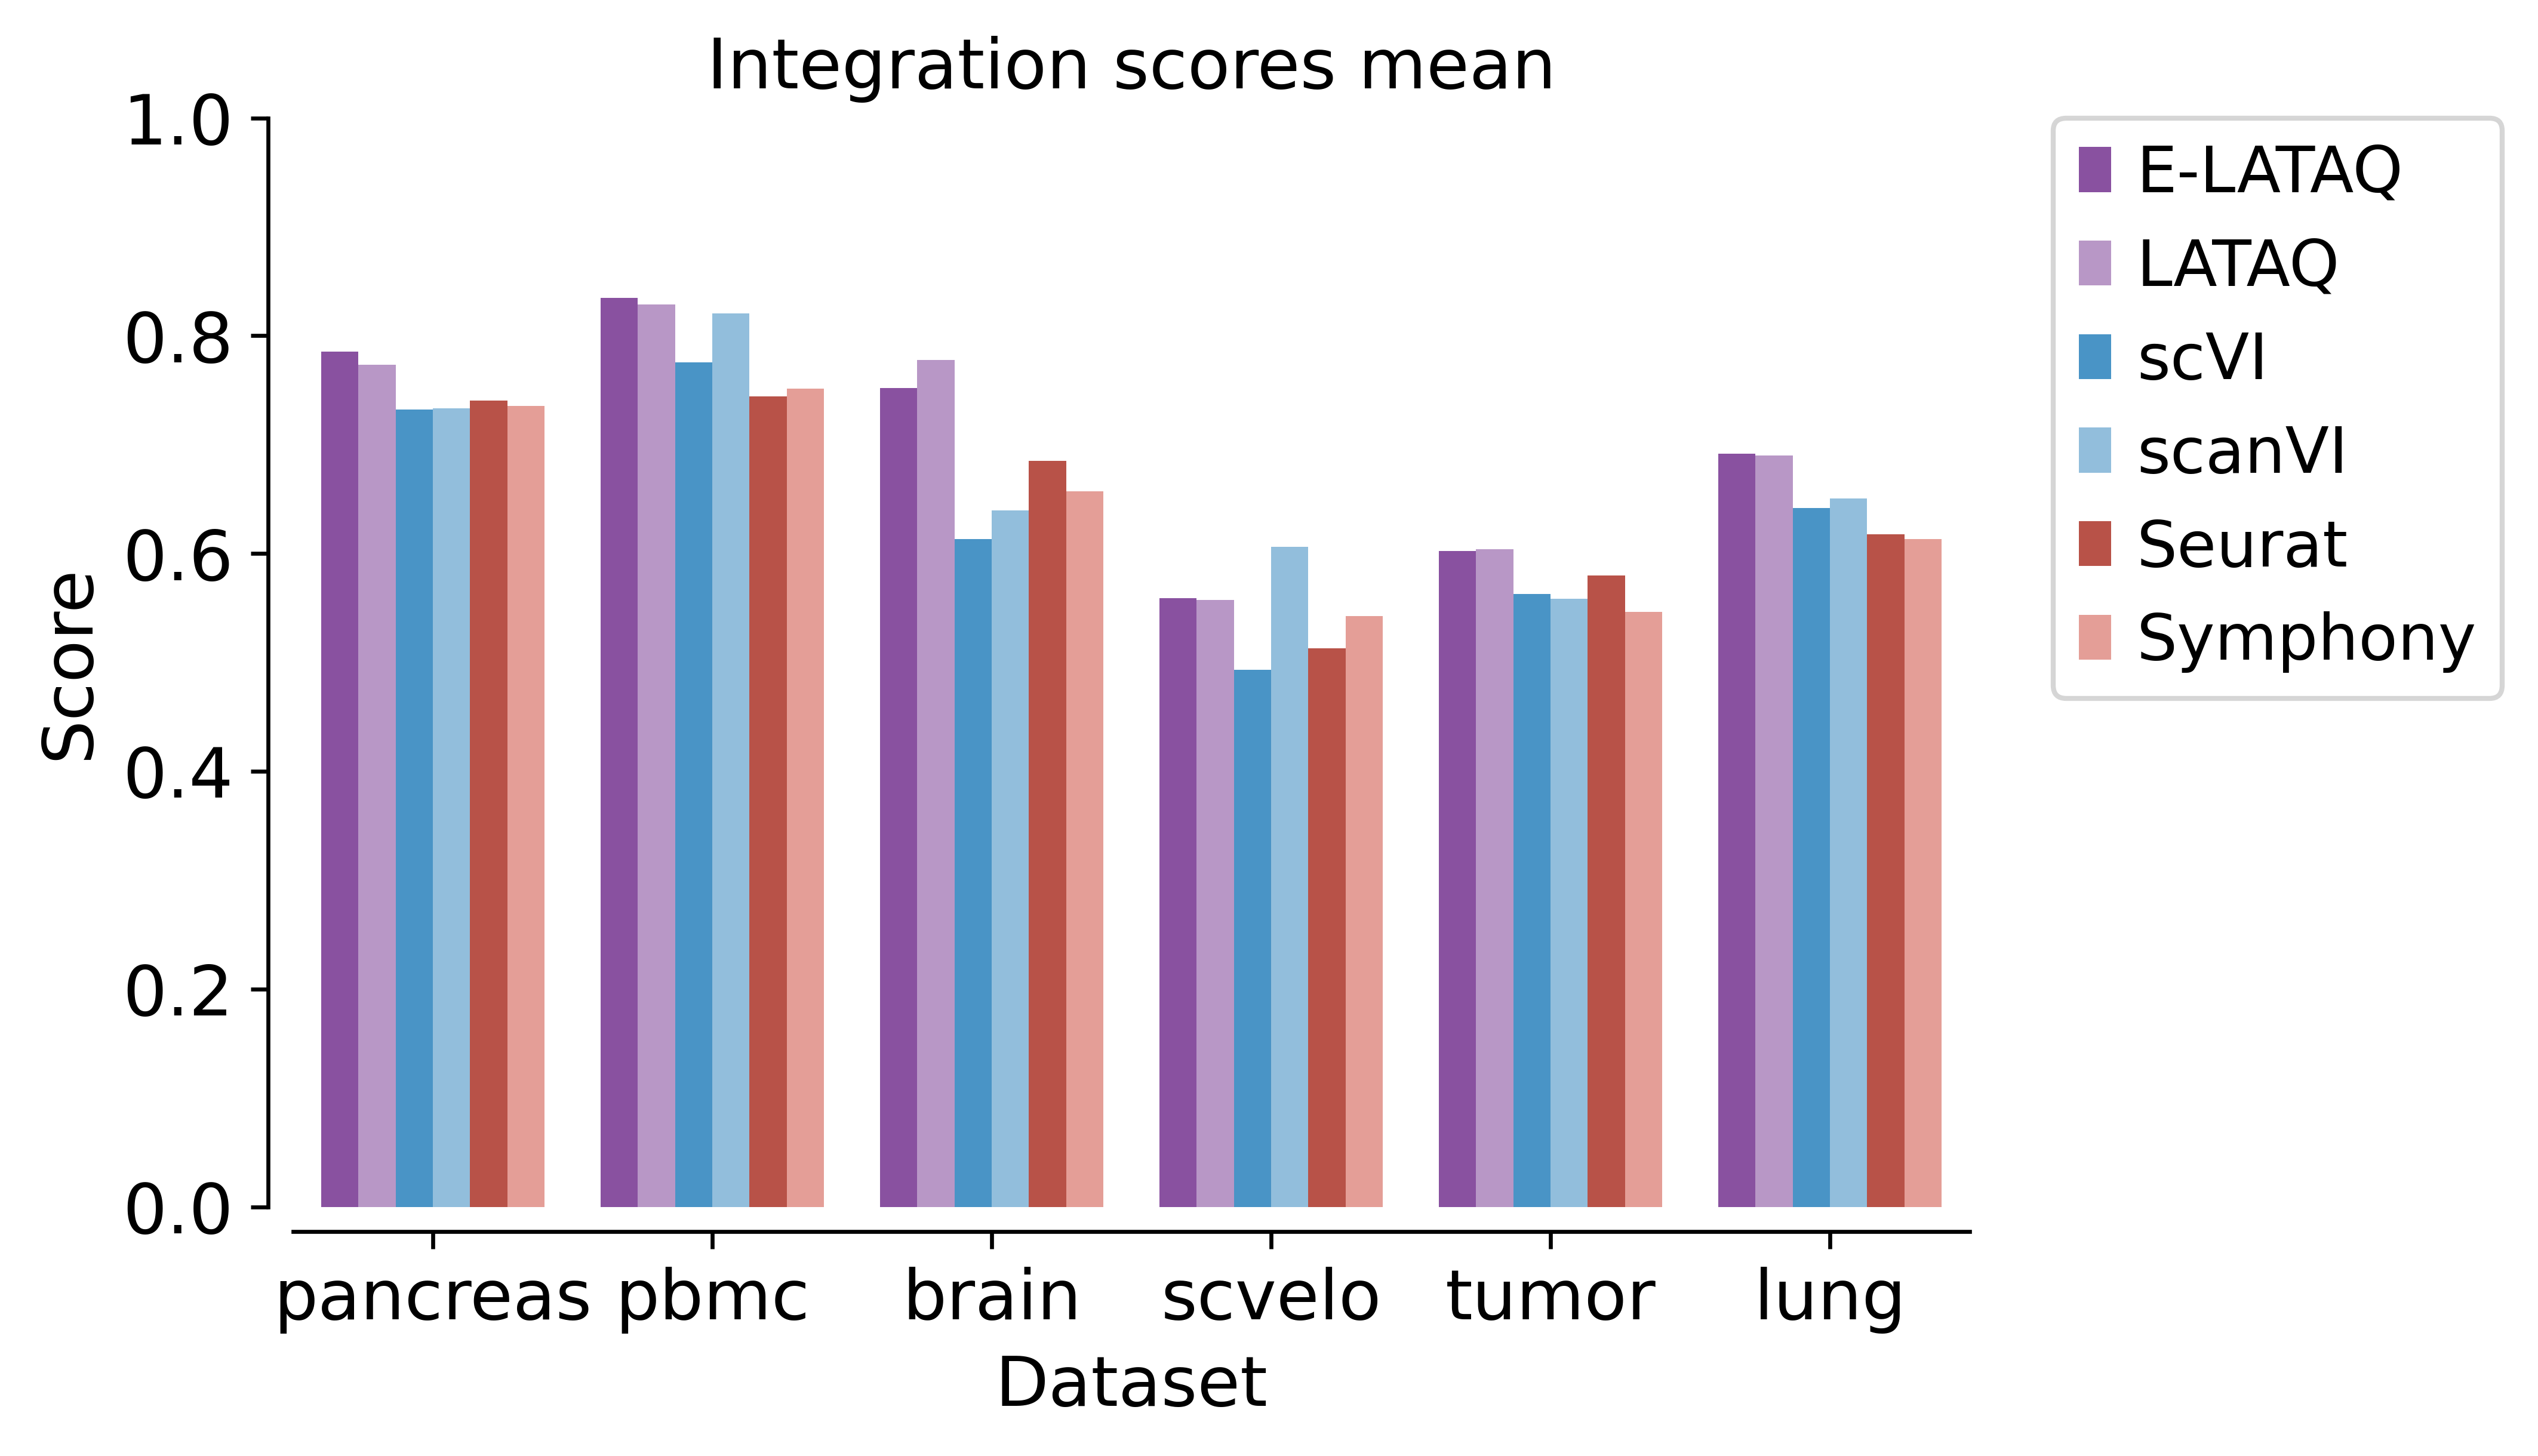 Integration scores mean
1.0
0.8
0.6
0.4
0.2
0.0
Score
pancreas pbmc brain scvelo tumor lung
Dataset
E-LATAQ
LATAQ
scVI
scanVI
Seurat
Symphony